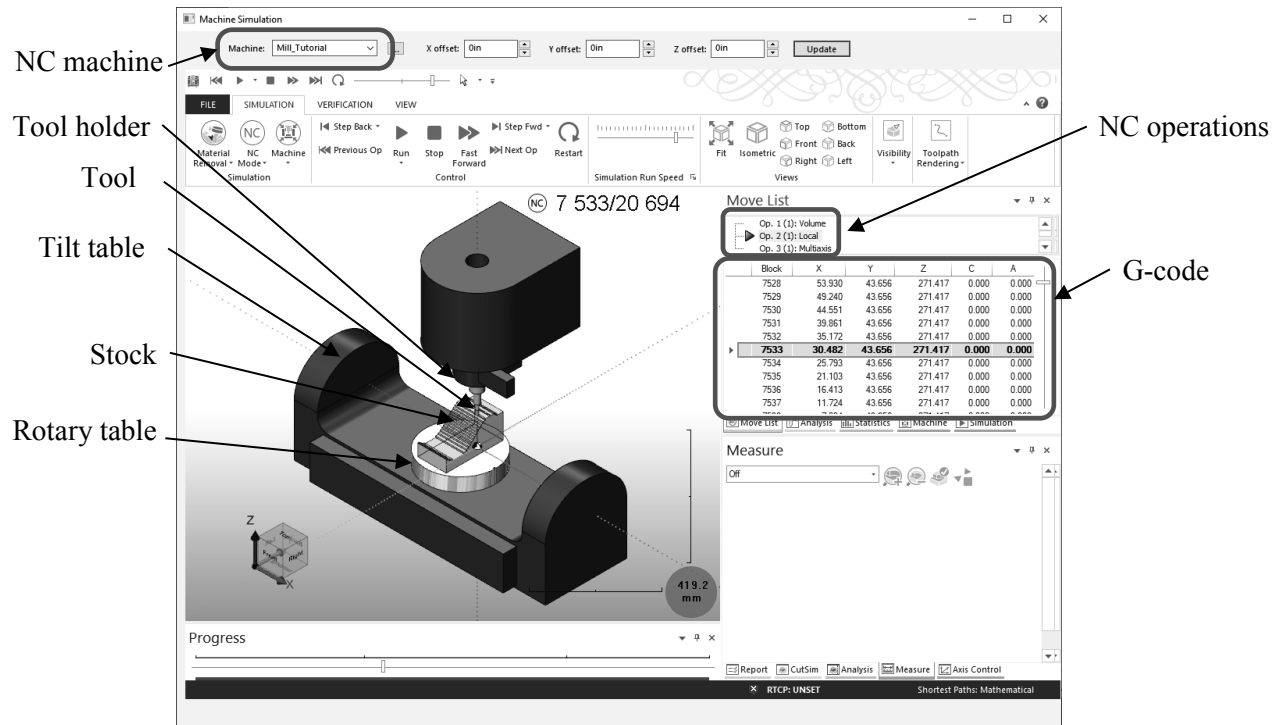 Machine Simulation
NC machine
Machine: Mill_Tutorial ... X offset: 0in Y offset: 0in Z offset: 0in Update
FILE SIMULATION VERIFICATION VIEW
Tool holder
NC operations
Step Back Step Fwd Top Bottom
NC
Previous Op Next Op Front Back
Right Left
Material Removal NC Mode Machine Run Stop Fast Forward Restart Fit Isometric Visibility Toolpath Rendering
Simulation Control Simulation Run Speed Views
Tool
NC 7 533/20 694
Move List
Op. 1 (1): Volume
Op. 2 (1): Local
Op. 3 (1): Multiaxis
Tilt table
G-code
Block X Y Z C A
7528 53.930 43.656 271.417 0.000 0.000
7529 49.240 43.656 271.417 0.000 0.000
7530 44.551 43.656 271.417 0.000 0.000
7531 39.861 43.656 271.417 0.000 0.000
7532 35.172 43.656 271.417 0.000 0.000
7533 30.482 43.656 271.417 0.000 0.000
7534 25.793 43.656 271.417 0.000 0.000
7535 21.103 43.656 271.417 0.000 0.000
7536 16.413 43.656 271.417 0.000 0.000
7537 11.724 43.656 271.417 0.000 0.000
Stock
Rotary table
Move List Analysis Statistics Machine Simulation
Measure
Off
Z
Top
Front Right
X
419.2
mm
Progress
Report CutSim Analysis Measure Axis Control
RTCP: UNSET Shortest Paths: Mathematical